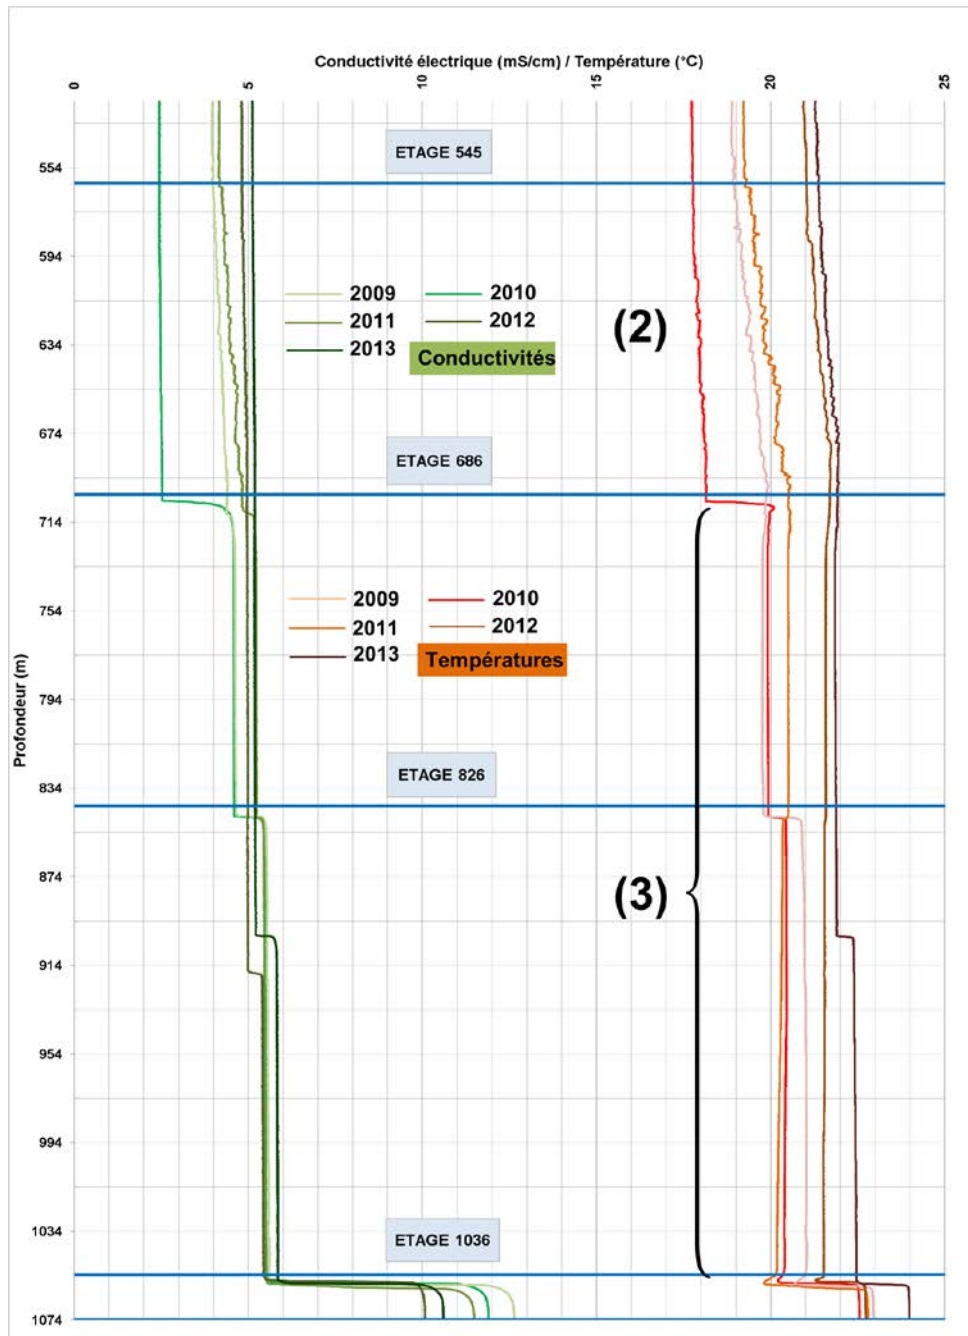 Conductivité électrique (mS/cm) / Température (°C)
0 5 10 15 20 25
ETAGE 545
554
594
2009 2010
(2)
2011 2012
634
2013 Conductivités
674
ETAGE 686
714
2009 2010
754
2011 2012
2013 Températures
Profondeur (m)
794
ETAGE 826
834
874
(3)
914
954
994
1034
ETAGE 1036
1074